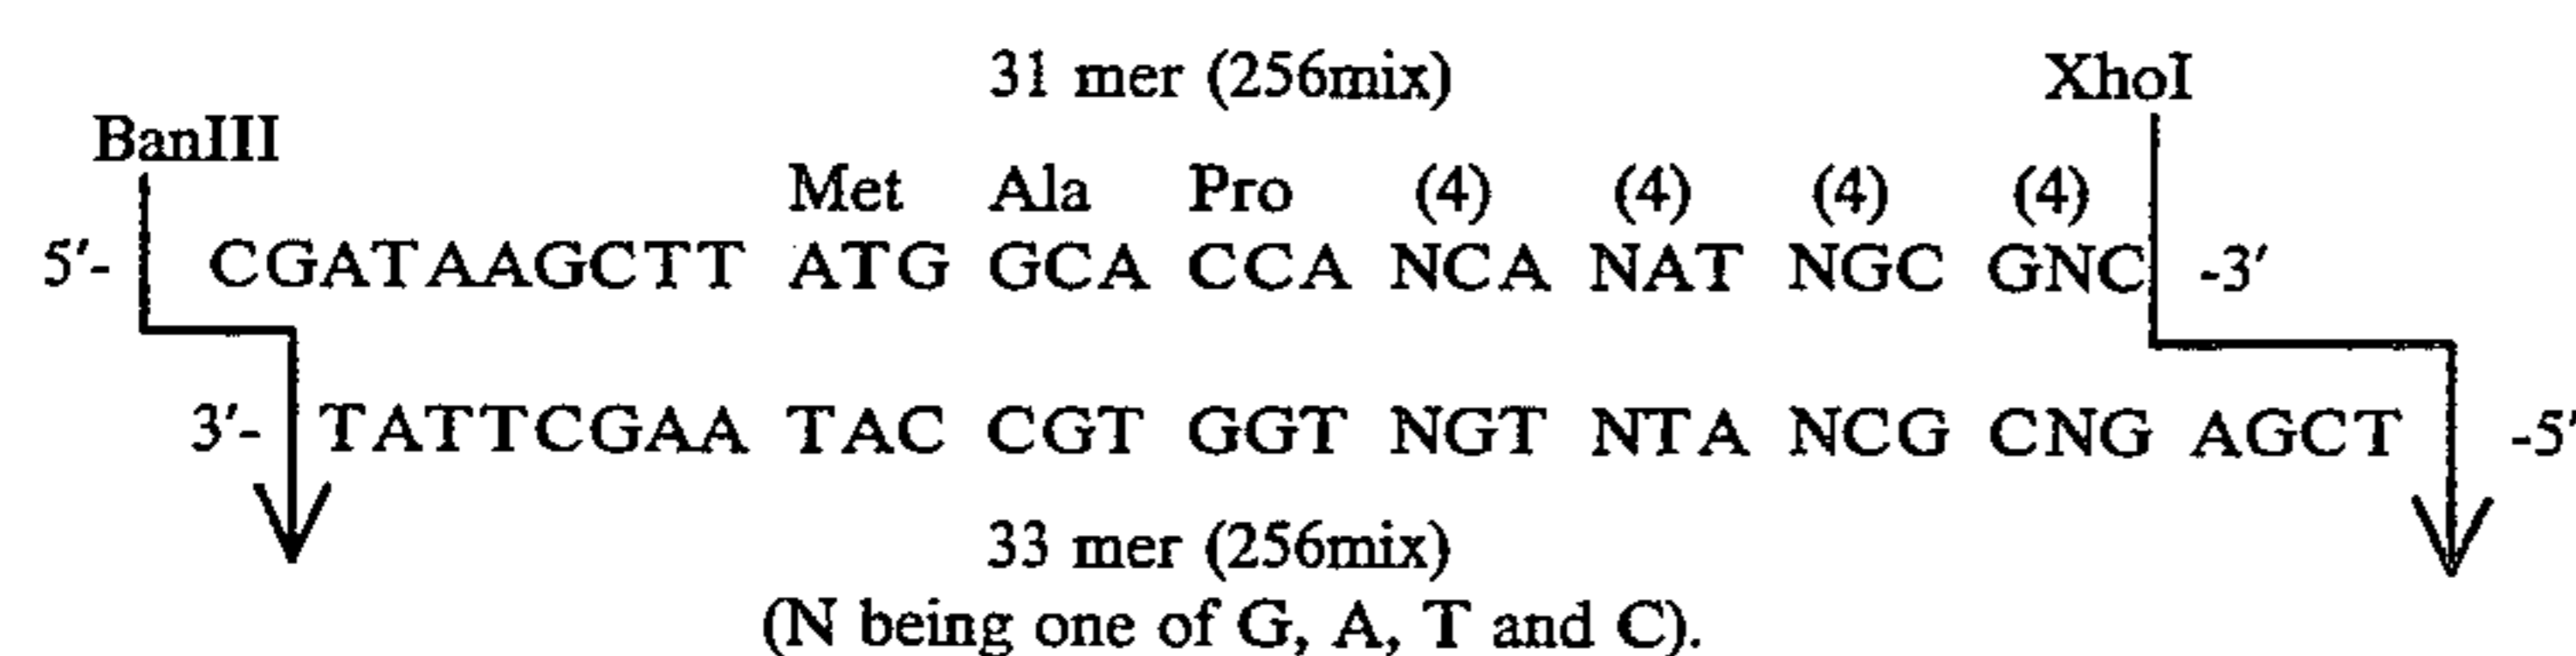 31 mer (256mix)
XhoI
BanIII
Met Ala Pro (4) (4) (4) (4)
5′- CGATAAGCTT ATG GCA CCA NCA NAT NGC GNC -3′
3′- TATTCGAA TAC CGT GGT NGT NTA NCG CNG AGCT -5′
33 mer (256mix)
(N being one of G, A, T and C).